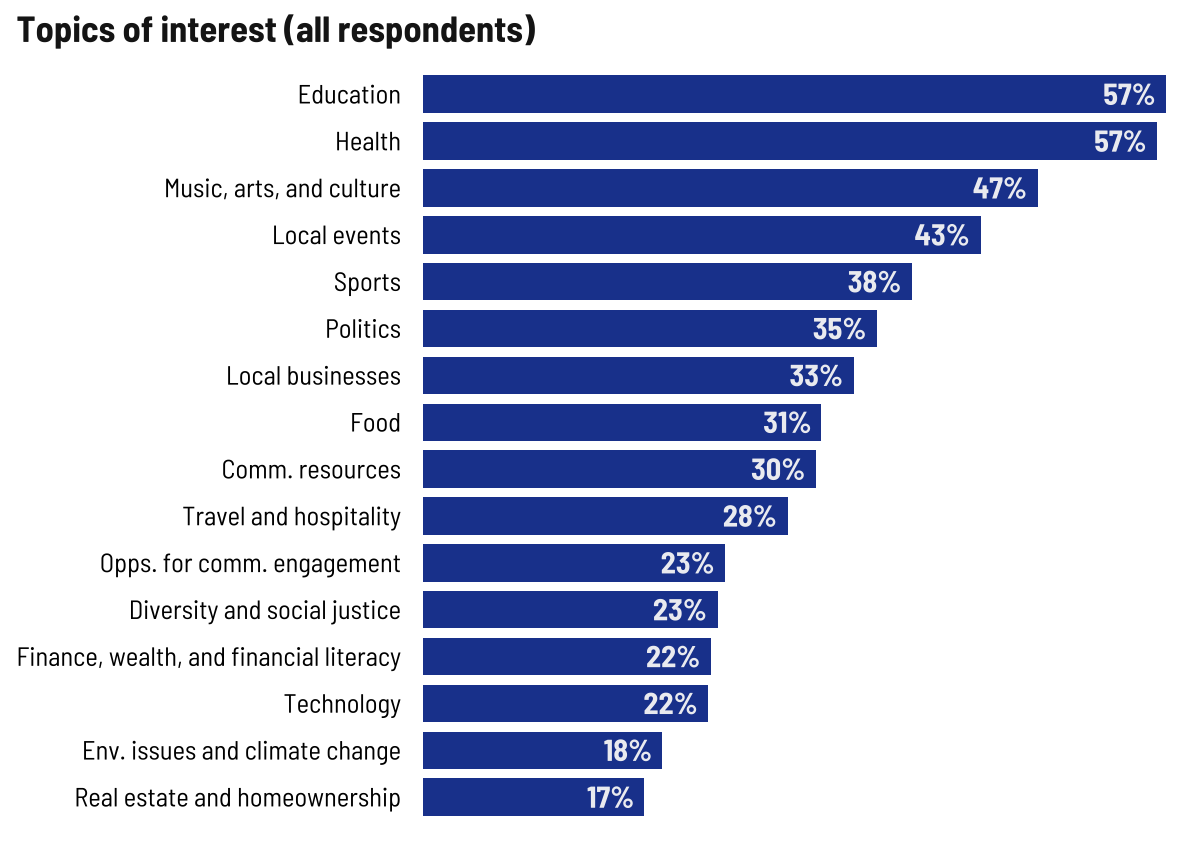 Topics of interest (all respondents)
Education 57%
Health 57%
Music, arts, and culture 47%
Local events 43%
Sports 38%
Politics 35%
Local businesses 33%
Food 31%
Comm. resources 30%
Travel and hospitality 28%
Opps. for comm. engagement 23%
Diversity and social justice 23%
Finance, wealth, and financial literacy 22%
Technology 22%
Env. issues and climate change 18%
Real estate and homeownership 17%